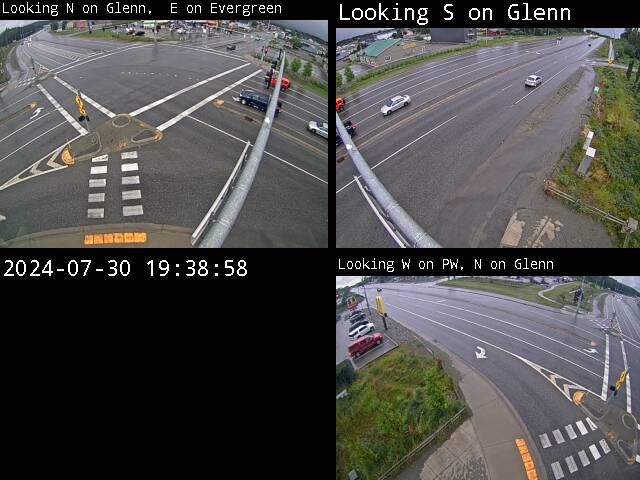 Looking N on Glenn,  E on Evergreen
Looking S on Glenn
2024-07-30 19:38:58
Looking W on PW, N on Glenn